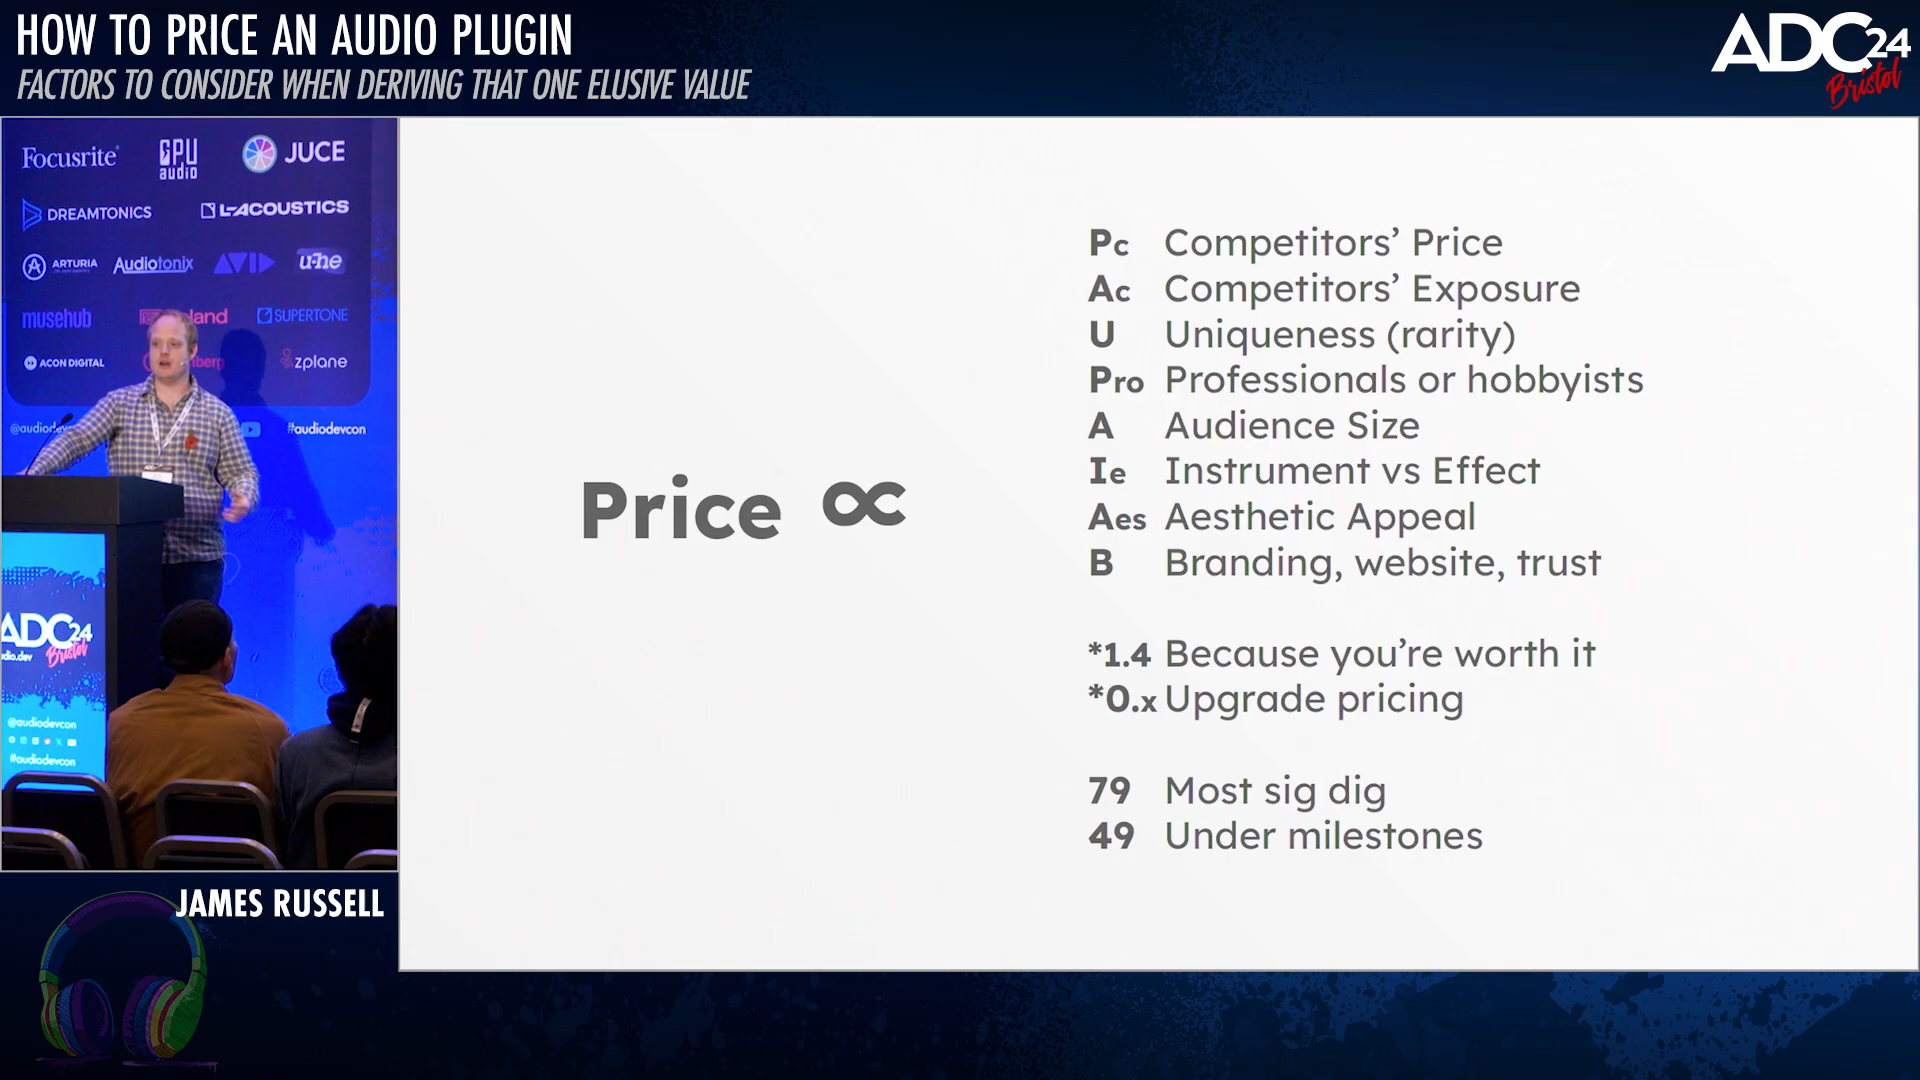 HOW TO PRICE AN AUDIO PLUGIN
FACTORS TO CONSIDER WHEN DERIVING THAT ONE ELUSIVE VALUE
ADC24
Bristol
Focusrite
GPU audio
JUCE
DREAMTONICS
L-ACOUSTICS
ARTURIA
Audiotonix
AVID
u-he
musehub
SUPERTONE
ACON DIGITAL
zplane
#audiodevcon
ADC24
Bristol
@audiodevcon
#audiodevcon
JAMES RUSSELL
Price ∝
Pc Competitors’ Price
Ac Competitors’ Exposure
U Uniqueness (rarity)
Pro Professionals or hobbyists
A Audience Size
Ie Instrument vs Effect
Aes Aesthetic Appeal
B Branding, website, trust
*1.4 Because you’re worth it
*0.x Upgrade pricing
79 Most sig dig
49 Under milestones